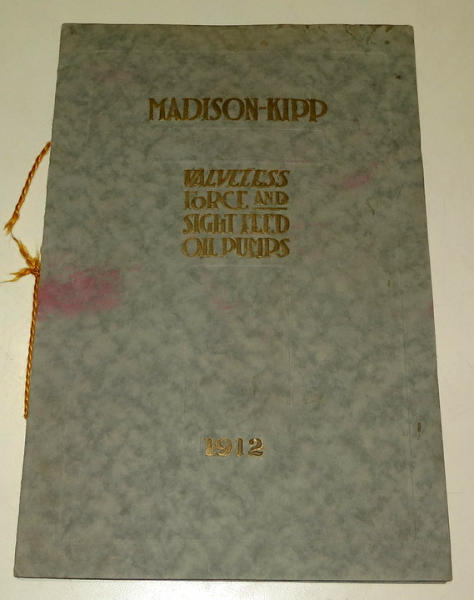 MADISON-KIPP
VALVELESS
FORCE AND
SIGHT FEED
OIL PUMPS
1912